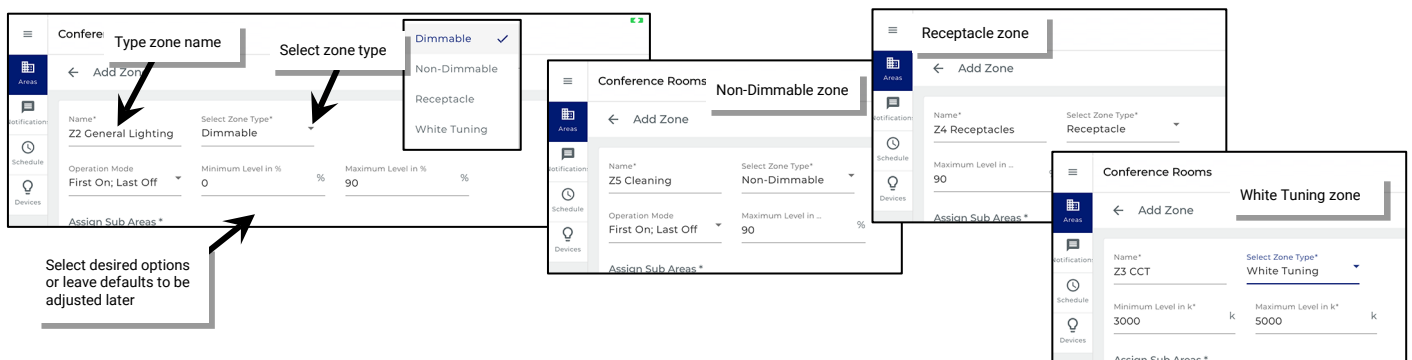 Conferen
Type zone name
Select zone type
Dimmable
Non-Dimmable
Receptacle
White Tuning
Areas
Add Zone
Notifications
Name*
Z2 General Lighting
Select Zone Type*
Dimmable
Schedule
Operation Mode
First On; Last Off
Minimum Level in %
0 %
Maximum Level in %
90 %
Devices
Assign Sub Areas *
Select desired options
or leave defaults to be
adjusted later
Conference Rooms
Non-Dimmable zone
Areas
Add Zone
Notifications
Name*
Z5 Cleaning
Select Zone Type*
Non-Dimmable
Schedule
Operation Mode
First On; Last Off
Maximum Level in ...
90 %
Devices
Assign Sub Areas *
Receptacle zone
Areas
Add Zone
Notifications
Name*
Z4 Receptacles
Select Zone Type*
Receptacle
Schedule
Maximum Level in ...
90
Devices
Assign Sub Areas *
Conference Rooms
White Tuning zone
Areas
Add Zone
Notifications
Name*
Z3 CCT
Select Zone Type*
White Tuning
Schedule
Minimum Level in k*
3000 k
Maximum Level in k*
5000 k
Devices
Assign Sub Areas *